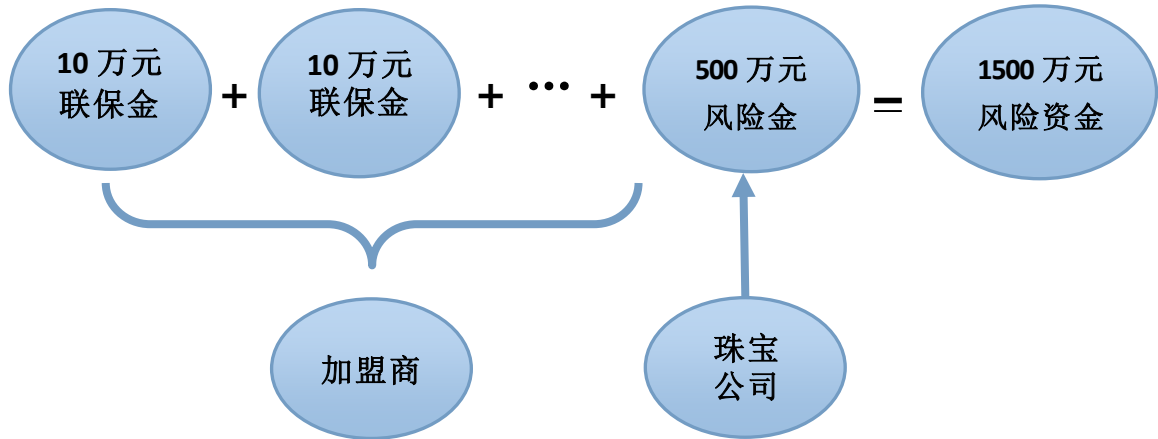 10 万元
联保金
+
10 万元
联保金
+ ... +
500 万元
风险金
=
1500 万元
风险资金
加盟商
珠宝
公司